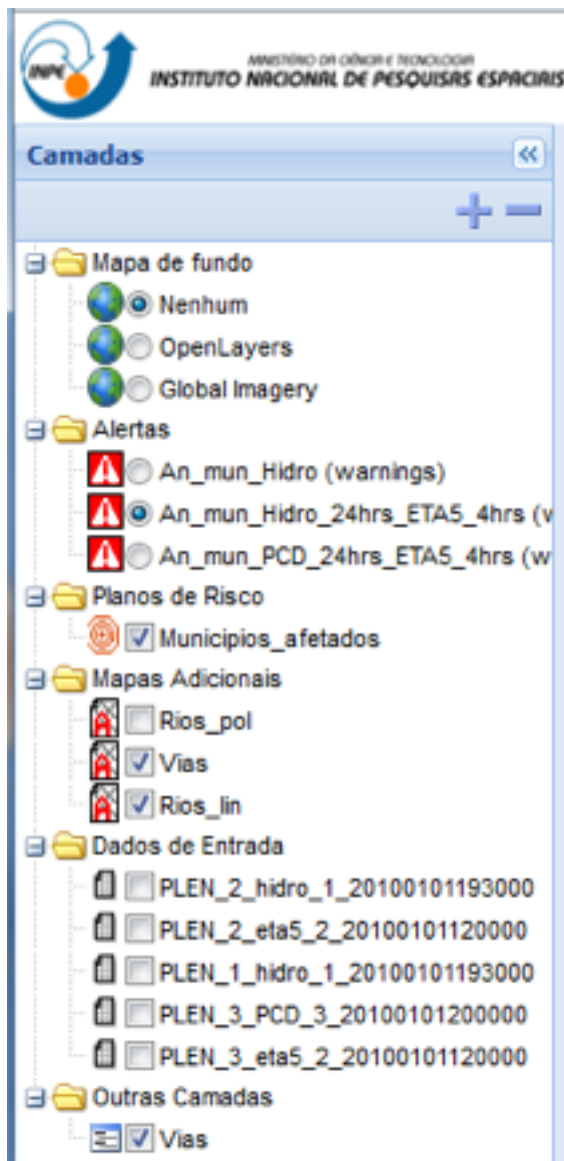 INPE
MINISTÉRIO DA CIÊNCIA E TECNOLOGIA
INSTITUTO NACIONAL DE PESQUISAS ESPACIAIS
Camadas
Mapa de fundo
Nenhum
OpenLayers
Global Imagery
Alertas
An_mun_Hidro (warnings)
An_mun_Hidro_24hrs_ETA5_4hrs (v
An_mun_PCD_24hrs_ETA5_4hrs (w
Planos de Risco
Municipios_afetados
Mapas Adicionais
Rios_pol
Vias
Rios_lin
Dados de Entrada
PLEN_2_hidro_1_20100101193000
PLEN_2_eta5_2_20100101120000
PLEN_1_hidro_1_20100101193000
PLEN_3_PCD_3_20100101200000
PLEN_3_eta5_2_20100101120000
Outras Camadas
Vias